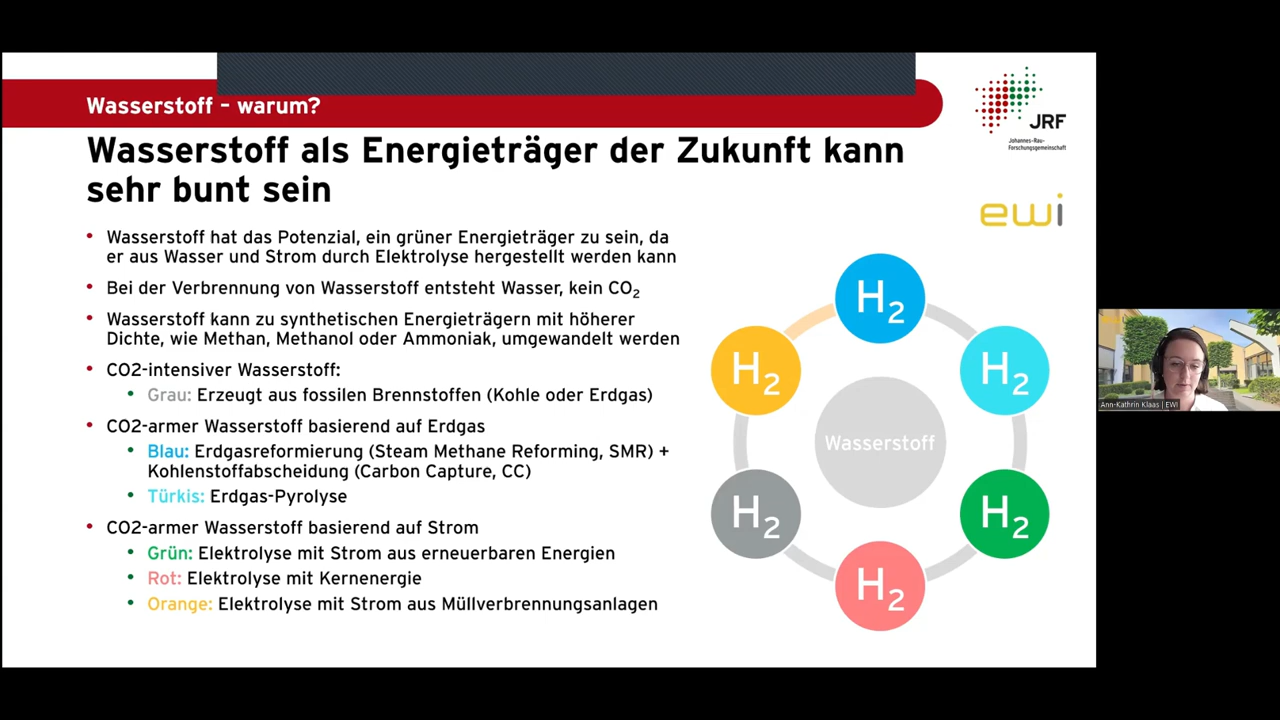 Wasserstoff – warum?
Wasserstoff als Energieträger der Zukunft kann
sehr bunt sein
JRF
Johannes-Rau-
Forschungsgemeinschaft
ewi
• Wasserstoff hat das Potenzial, ein grüner Energieträger zu sein, da
er aus Wasser und Strom durch Elektrolyse hergestellt werden kann
• Bei der Verbrennung von Wasserstoff entsteht Wasser, kein CO₂
• Wasserstoff kann zu synthetischen Energieträgern mit höherer
Dichte, wie Methan, Methanol oder Ammoniak, umgewandelt werden
• CO2-intensiver Wasserstoff:
• Grau: Erzeugt aus fossilen Brennstoffen (Kohle oder Erdgas)
• CO2-armer Wasserstoff basierend auf Erdgas
• Blau: Erdgasreformierung (Steam Methane Reforming, SMR) +
Kohlenstoffabscheidung (Carbon Capture, CC)
• Türkis: Erdgas-Pyrolyse
• CO2-armer Wasserstoff basierend auf Strom
• Grün: Elektrolyse mit Strom aus erneuerbaren Energien
• Rot: Elektrolyse mit Kernenergie
• Orange: Elektrolyse mit Strom aus Müllverbrennungsanlagen
H₂
H₂
H₂
Wasserstoff
H₂
H₂
H₂
Ann-Kathrin Klaas | EWI